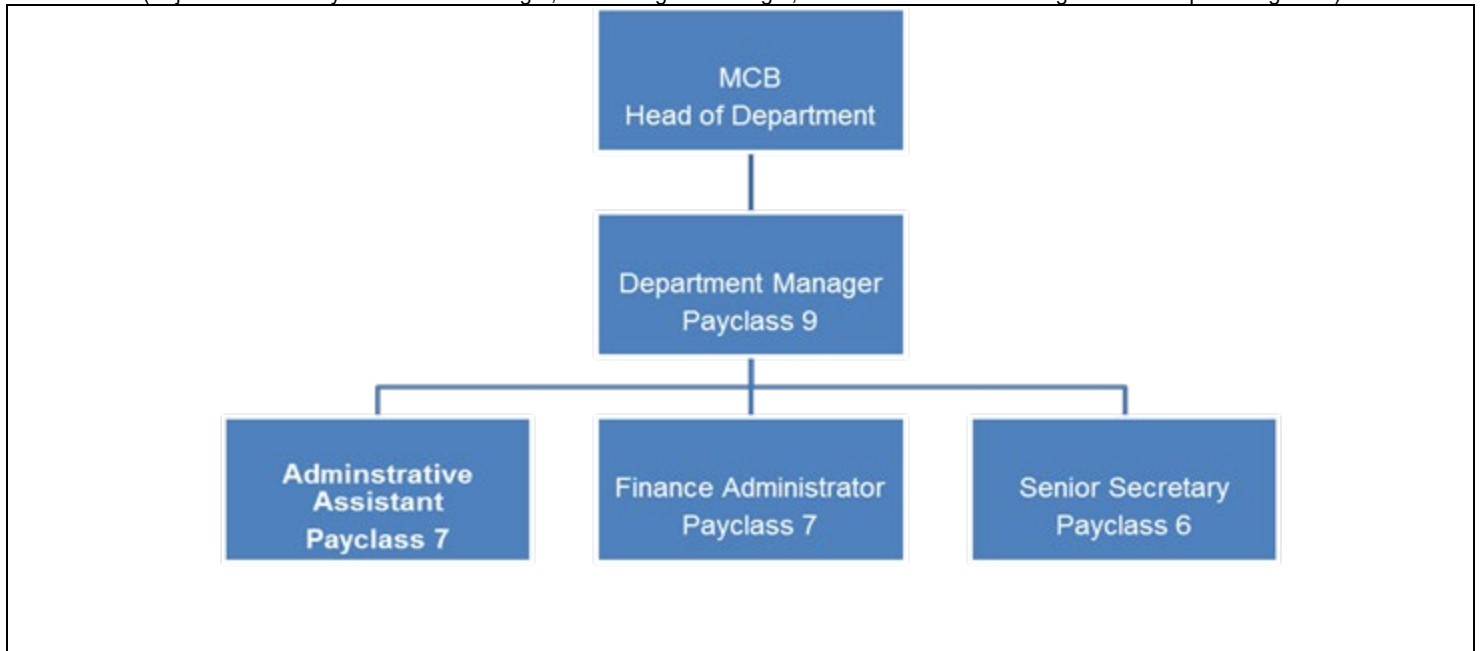 MCB
Head of Department
Department Manager
Payclass 9
Adminstrative
Assistant
Payclass 7
Finance Administrator
Payclass 7
Senior Secretary
Payclass 6